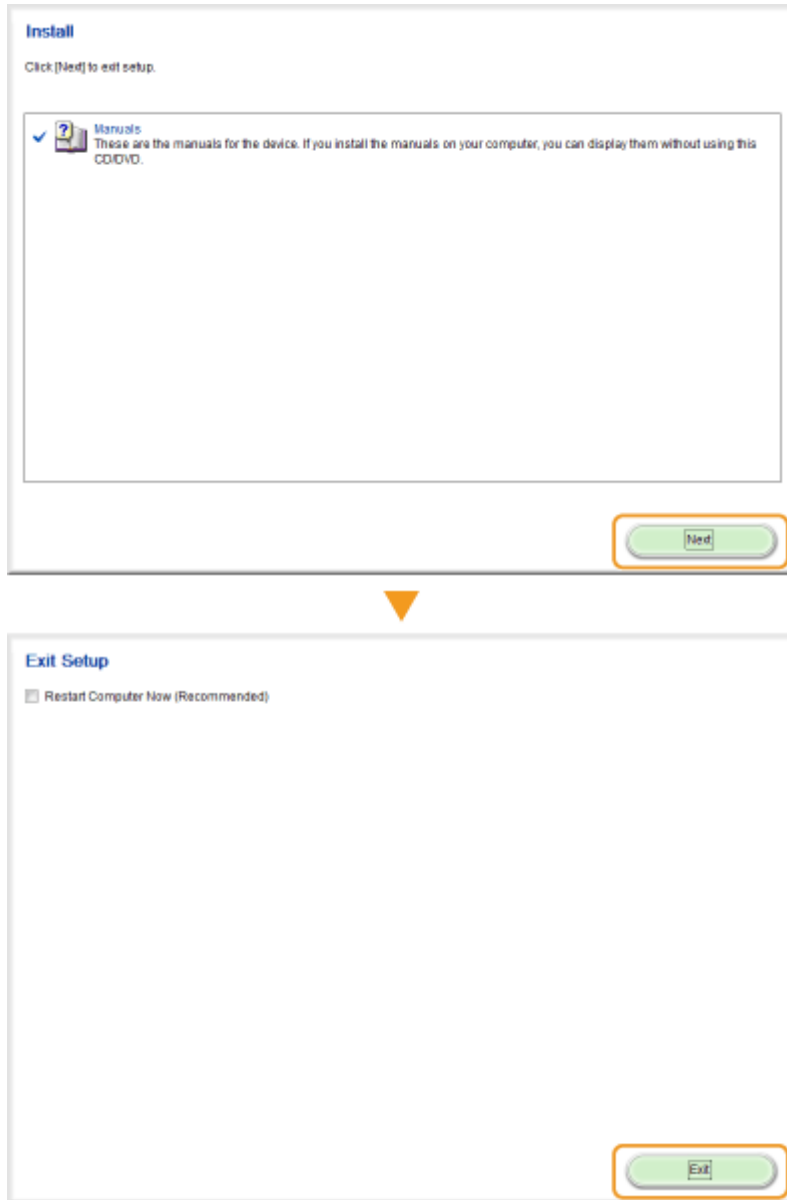 Install
Click [Next] to exit setup.
Manuals
These are the manuals for the device. If you install the manuals on your computer, you can display them without using this
CD/DVD.
Next
Exit Setup
Restart Computer Now (Recommended)
Exit